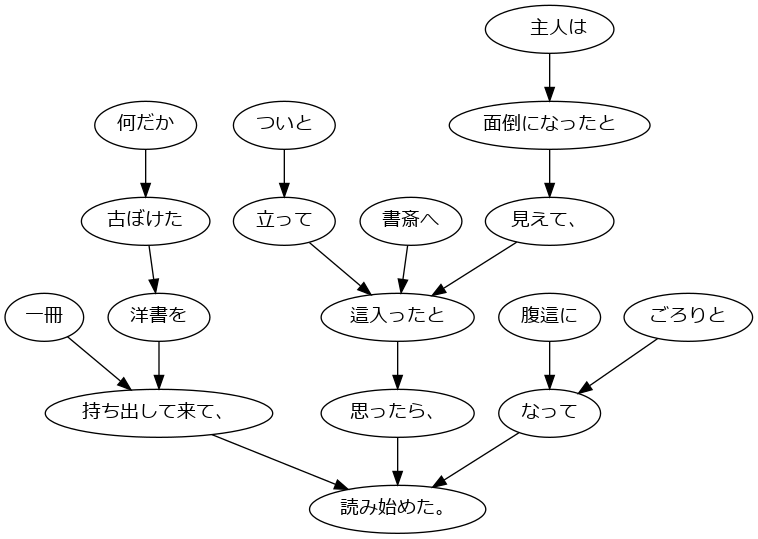 主人は
何だか
ついと
面倒になったと
古ぼけた
立って
書斎へ
見えて、
一冊
洋書を
這入ったと
腹這に
ごろりと
持ち出して来て、
思ったら、
なって
読み始めた。